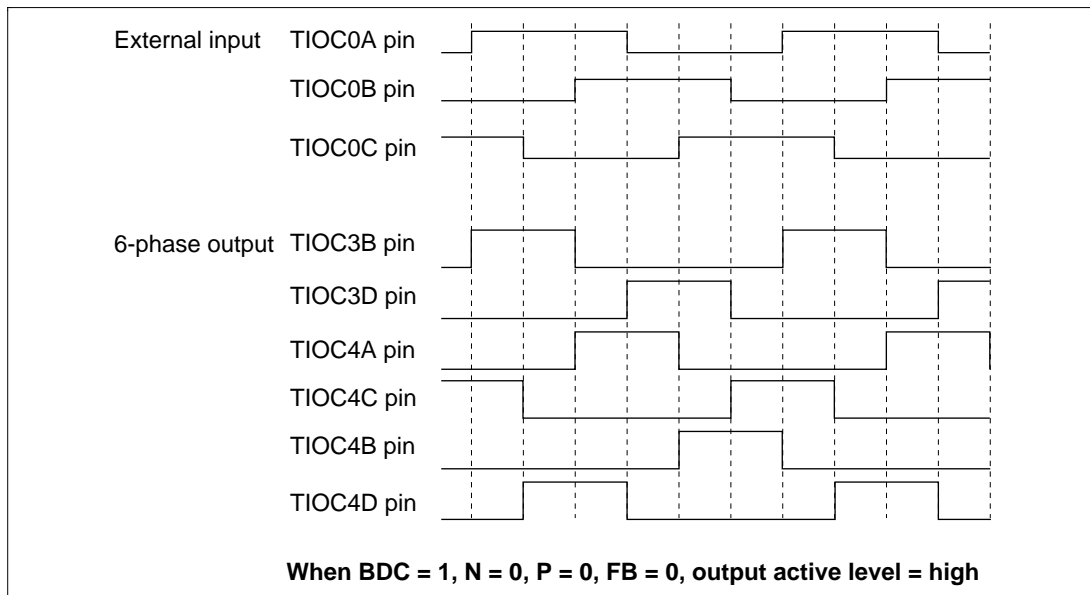 External input TIOC0A pin
TIOC0B pin
TIOC0C pin
6-phase output TIOC3B pin
TIOC3D pin
TIOC4A pin
TIOC4C pin
TIOC4B pin
TIOC4D pin
When BDC = 1, N = 0, P = 0, FB = 0, output active level = high